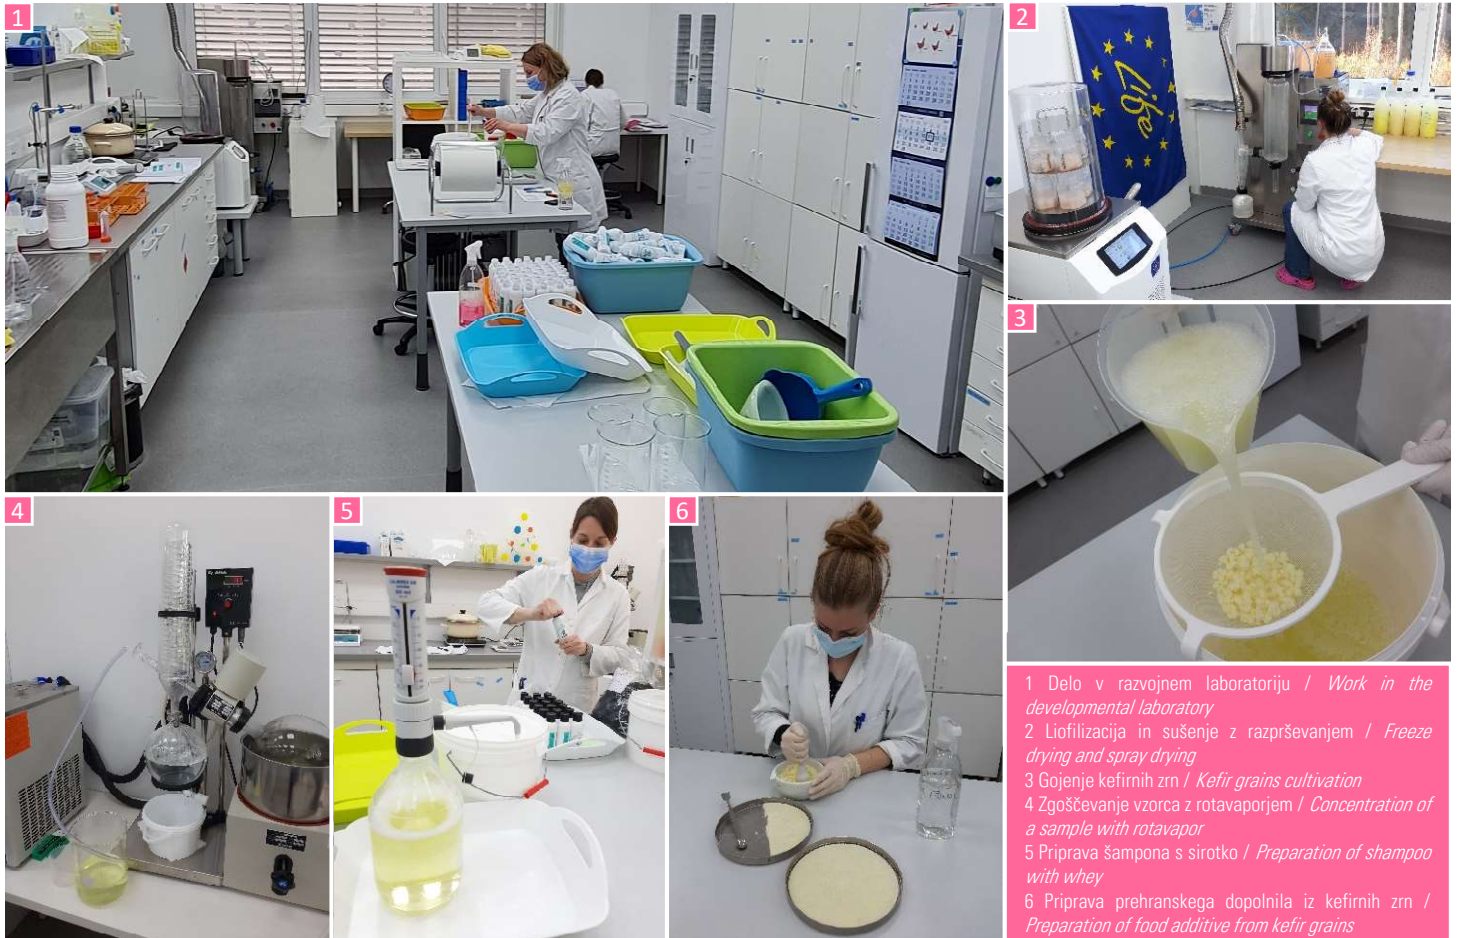 1
2
Life
3
4
5
6
1 Delo v razvojnem laboratoriju / Work in the
developmental laboratory
2 Liofilizacija in sušenje z razprševanjem / Freeze
drying and spray drying
3 Gojenje kefirnih zrn / Kefir grains cultivation
4 Zgoščevanje vzorca z rotavaporjem / Concentration of
a sample with rotavapor
5 Priprava šampona s sirotko / Preparation of shampoo
with whey
6 Priprava prehranskega dopolnila iz kefirnih zrn /
Preparation of food additive from kefir grains